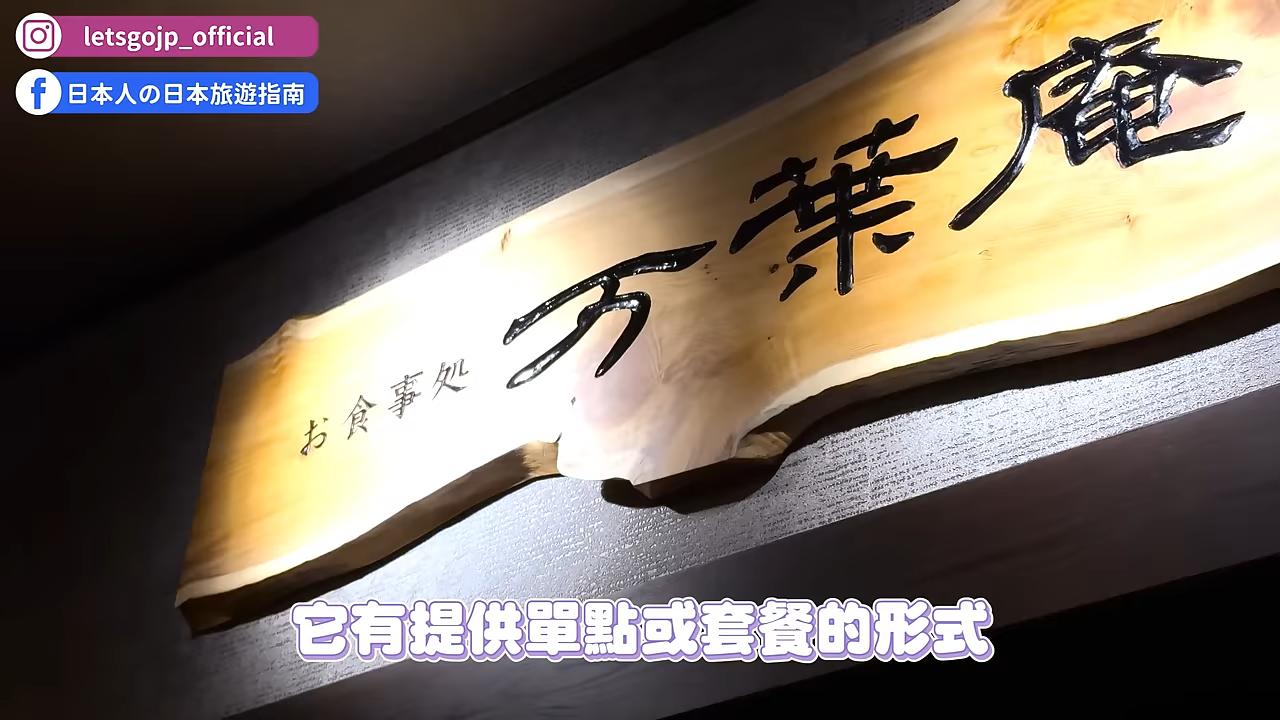 letsgojp_official
日本人の日本旅遊指南
お食事処 万葉庵
它有提供單點或套餐的形式